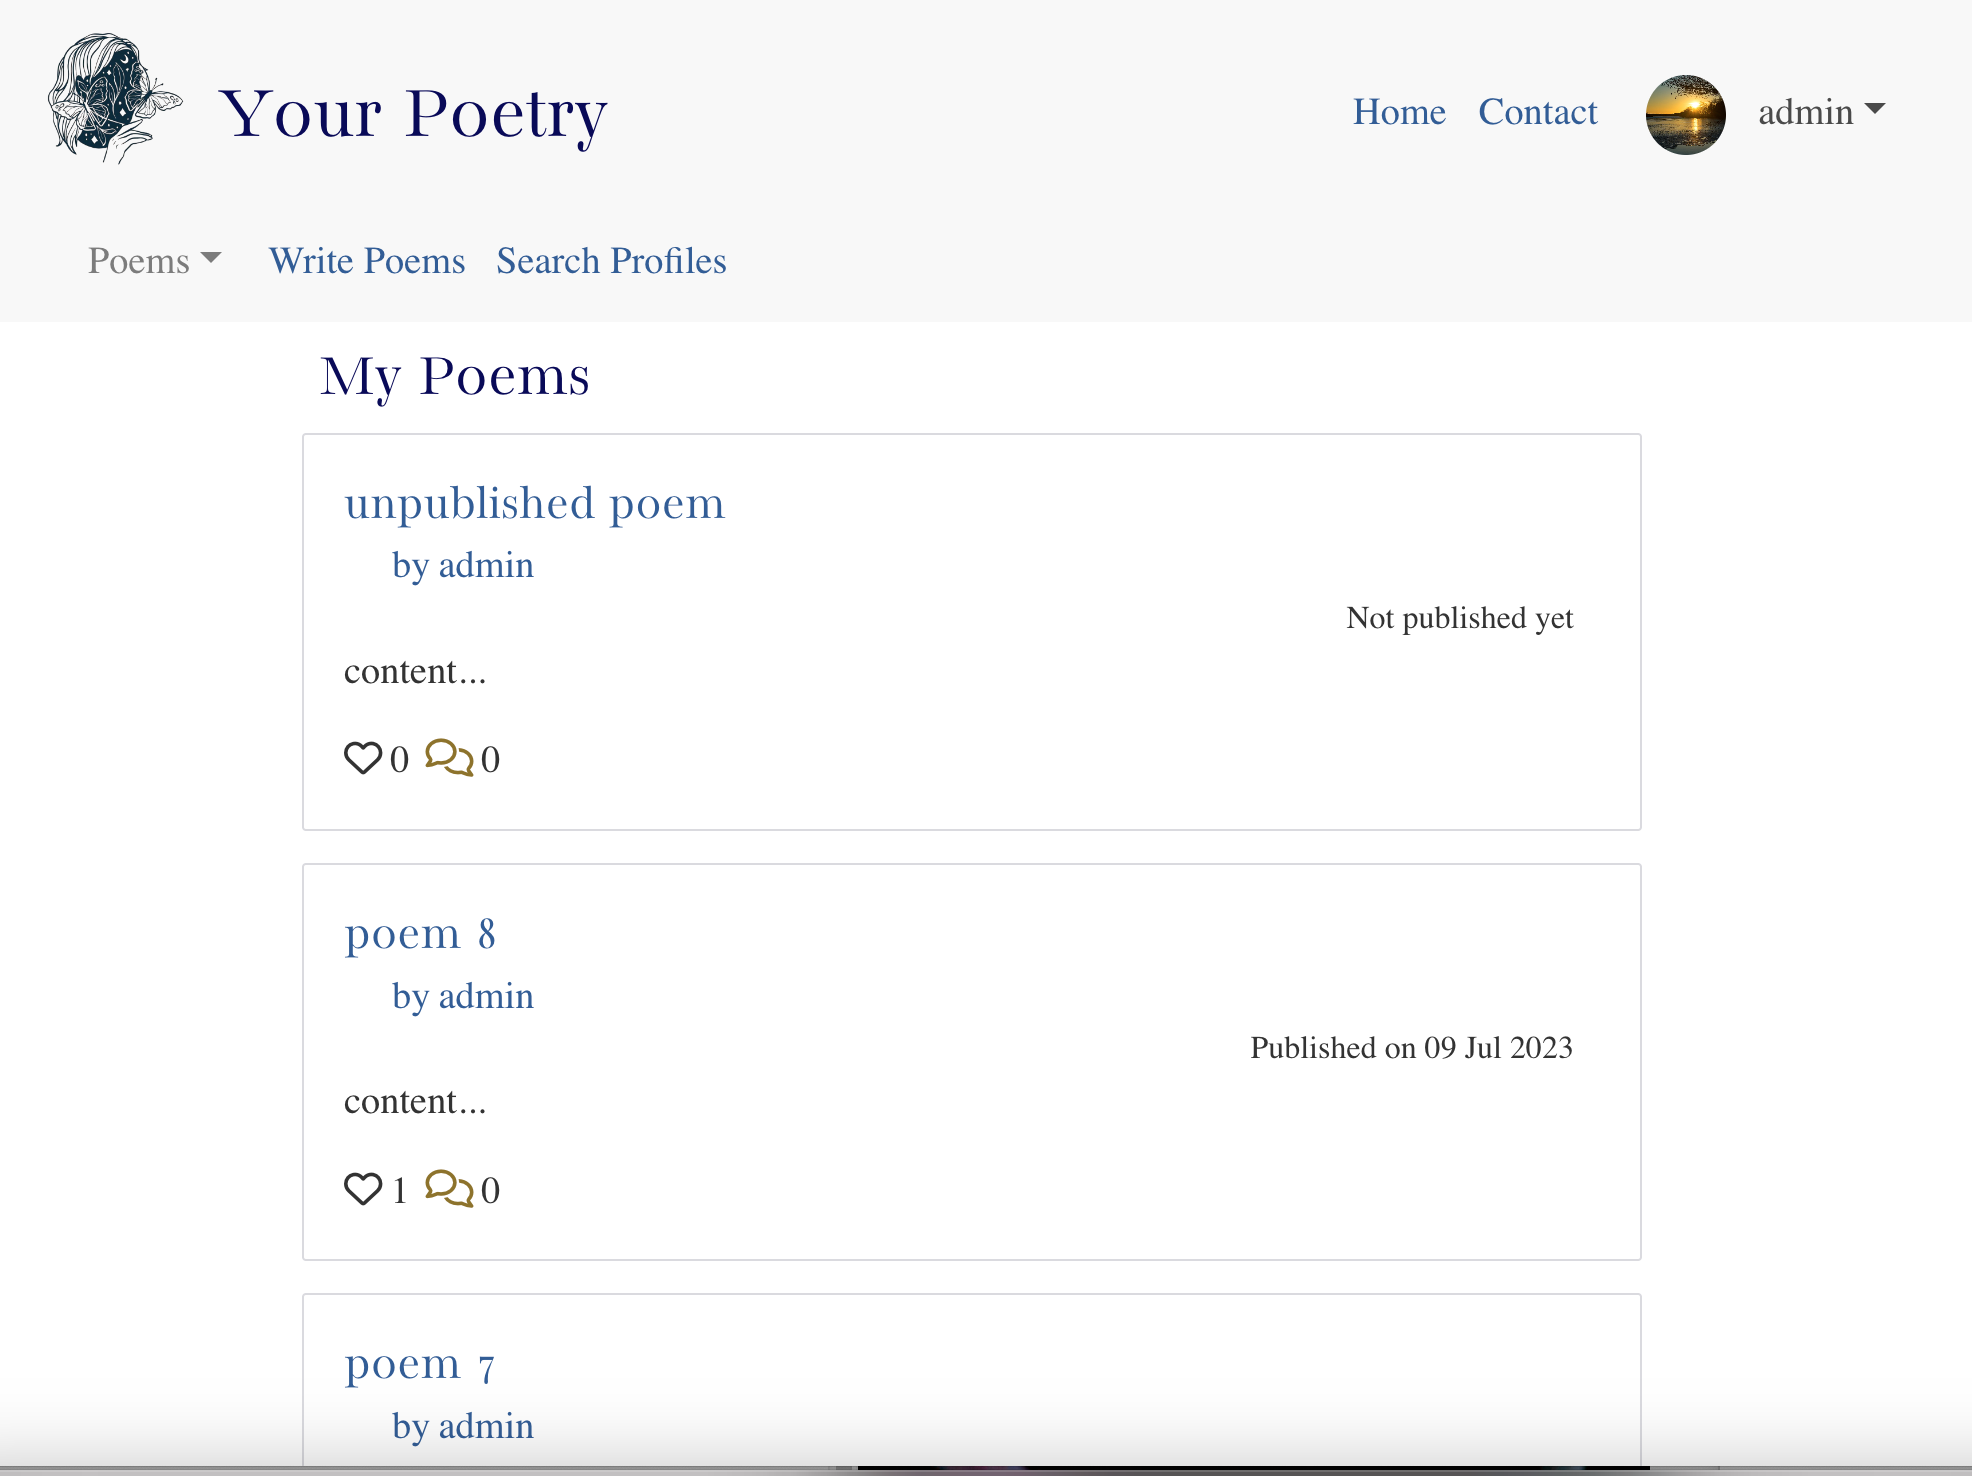 Your Poetry
Home Contact admin
Poems Write Poems Search Profiles
My Poems
unpublished poem
by admin
Not published yet
content...
0 0
poem 8
by admin
Published on 09 Jul 2023
content...
1 0
poem 7
by admin